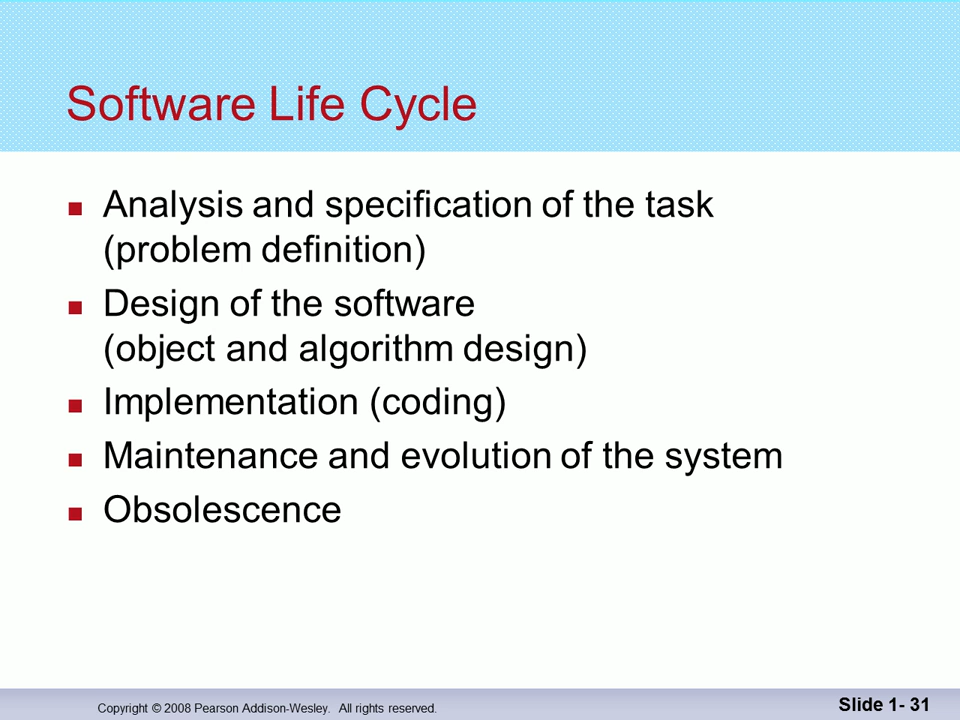 Software Life Cycle
Analysis and specification of the task
(problem definition)
Design of the software
(object and algorithm design)
Implementation (coding)
Maintenance and evolution of the system
Obsolescence
Copyright © 2008 Pearson Addison-Wesley. All rights reserved.
Slide 1- 31